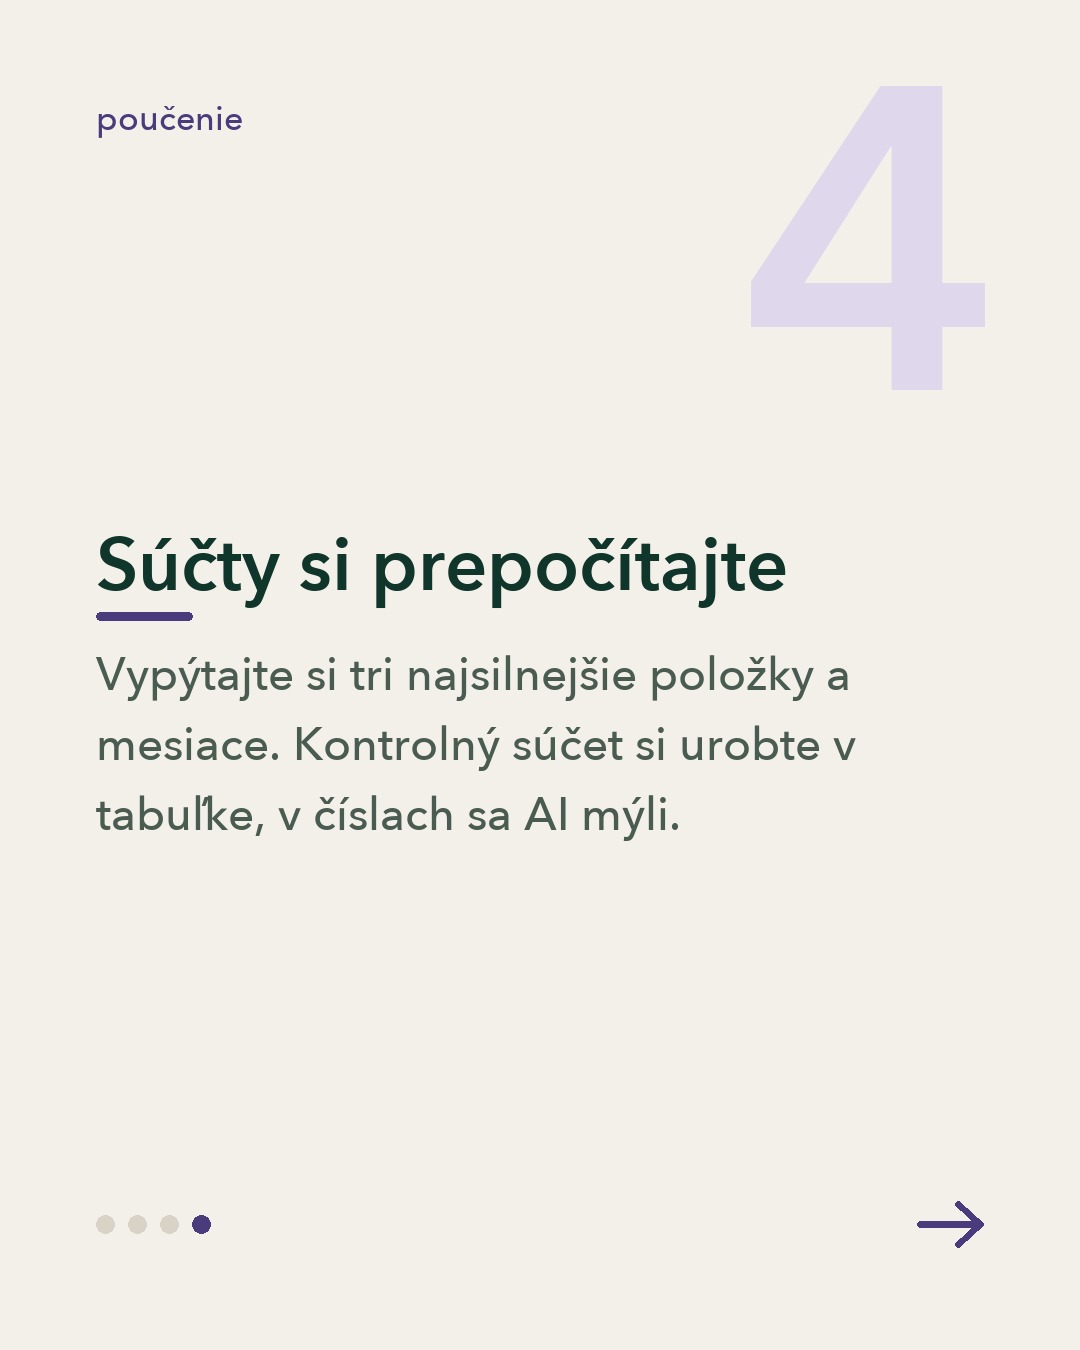 poučenie
4
Súčty si prepočítajte
Vypýtajte si tri najsilnejšie položky a
mesiace. Kontrolný súčet si urobte v
tabuľke, v číslach sa AI mýli.